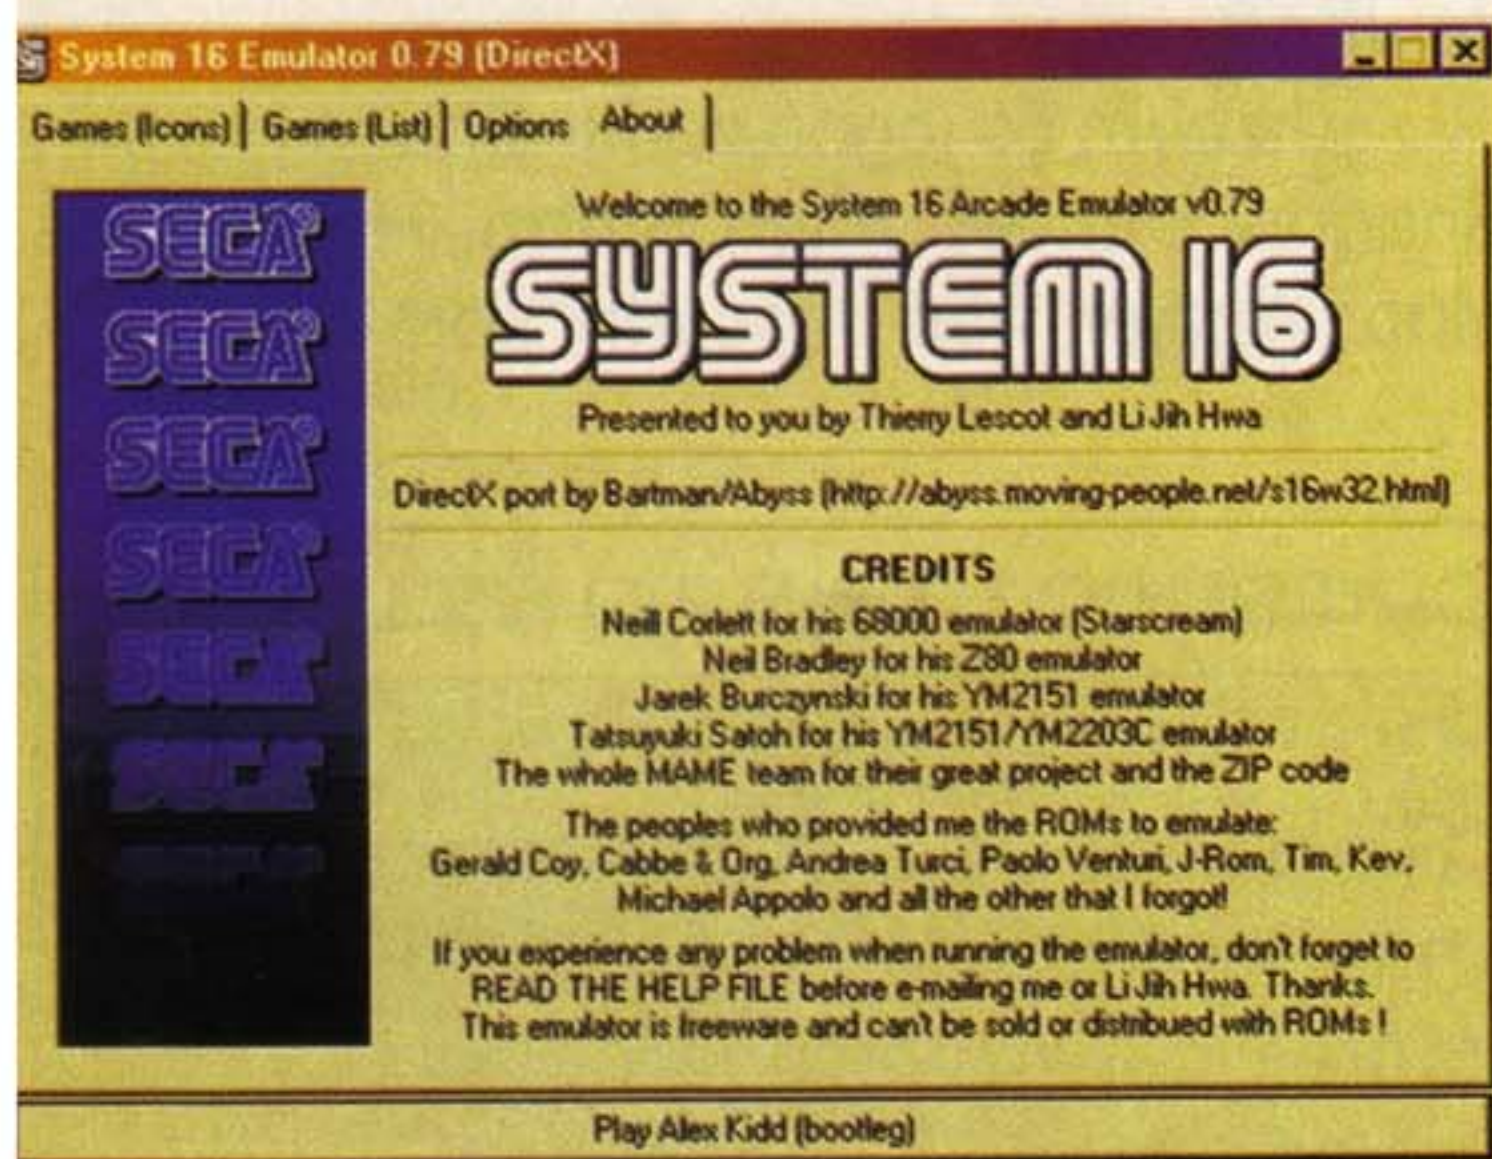 System 16 Emulator 0.79 (DirectX)
Games (Icons) Games (List) Options About
SEGA®
SEGA®
SEGA®
SEGA®
SEGA
SEGA
Welcome to the System 16 Arcade Emulator v0.79
SYSTEM 16
Presented to you by Thierry Lescot and Li Jih Hwa
DirectX port by Bartman/Abyss (http://abyss.moving-people.net/s16w32.html)
CREDITS
Neill Corlett for his 68000 emulator (Starscream)
Neil Bradley for his Z80 emulator
Jarek Burczynski for his YM2151 emulator
Tatsuyuki Satoh for his YM2151/YM2203C emulator
The whole MAME team for their great project and the ZIP code
The peoples who provided me the ROMs to emulate:
Gerald Coy, Cabbe & Org, Andrea Turci, Paolo Venturi, J-Rom, Tim, Kev,
Michael Appolo and all the other that I forgot!
If you experience any problem when running the emulator, don't forget to
READ THE HELP FILE before e-mailing me or Li Jih Hwa. Thanks.
This emulator is freeware and can't be sold or distribued with ROMs !
Play Alex Kidd (bootleg)